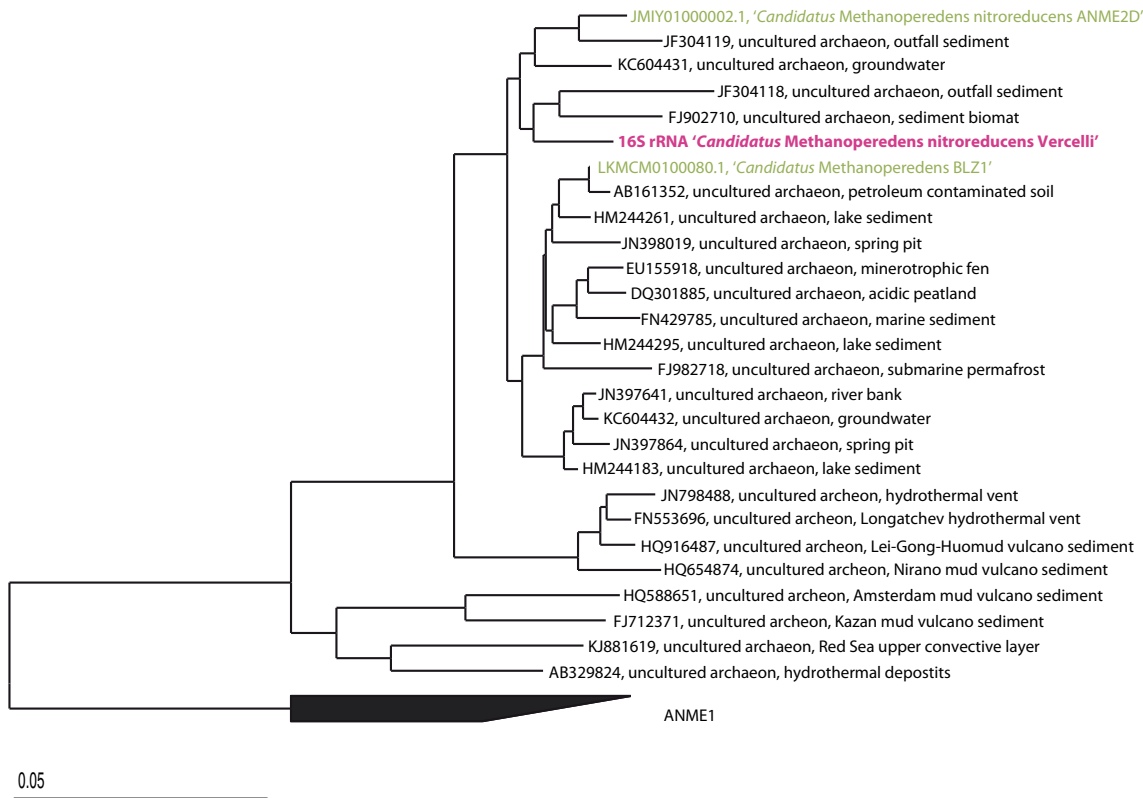 JMIY01000002.1, ‘Candidatus Methanoperedens nitroreducens ANME2D’
JF304119, uncultured archaeon, outfall sediment
KC604431, uncultured archaeon, groundwater
JF304118, uncultured archaeon, outfall sediment
FJ902710, uncultured archaeon, sediment biomat
16S rRNA ‘Candidatus Methanoperedens nitroreducens Vercelli’
LKMCM0100080.1, ‘Candidatus Methanoperedens BLZ1’
AB161352, uncultured archaeon, petroleum contaminated soil
HM244261, uncultured archaeon, lake sediment
JN398019, uncultured archaeon, spring pit
EU155918, uncultured archaeon, minerotrophic fen
DQ301885, uncultured archaeon, acidic peatland
FN429785, uncultured archaeon, marine sediment
HM244295, uncultured archaeon, lake sediment
FJ982718, uncultured archaeon, submarine permafrost
JN397641, uncultured archaeon, river bank
KC604432, uncultured archaeon, groundwater
JN397864, uncultured archaeon, spring pit
HM244183, uncultured archaeon, lake sediment
JN798488, uncultured archeon, hydrothermal vent
FN553696, uncultured archeon, Longatchev hydrothermal vent
HQ916487, uncultured archeon, Lei-Gong-Huomud vulcano sediment
HQ654874, uncultured archeon, Nirano mud vulcano sediment
HQ588651, uncultured archeon, Amsterdam mud vulcano sediment
FJ712371, uncultured archeon, Kazan mud vulcano sediment
KJ881619, uncultured archaeon, Red Sea upper convective layer
AB329824, uncultured archaeon, hydrothermal depostits
ANME1
0.05